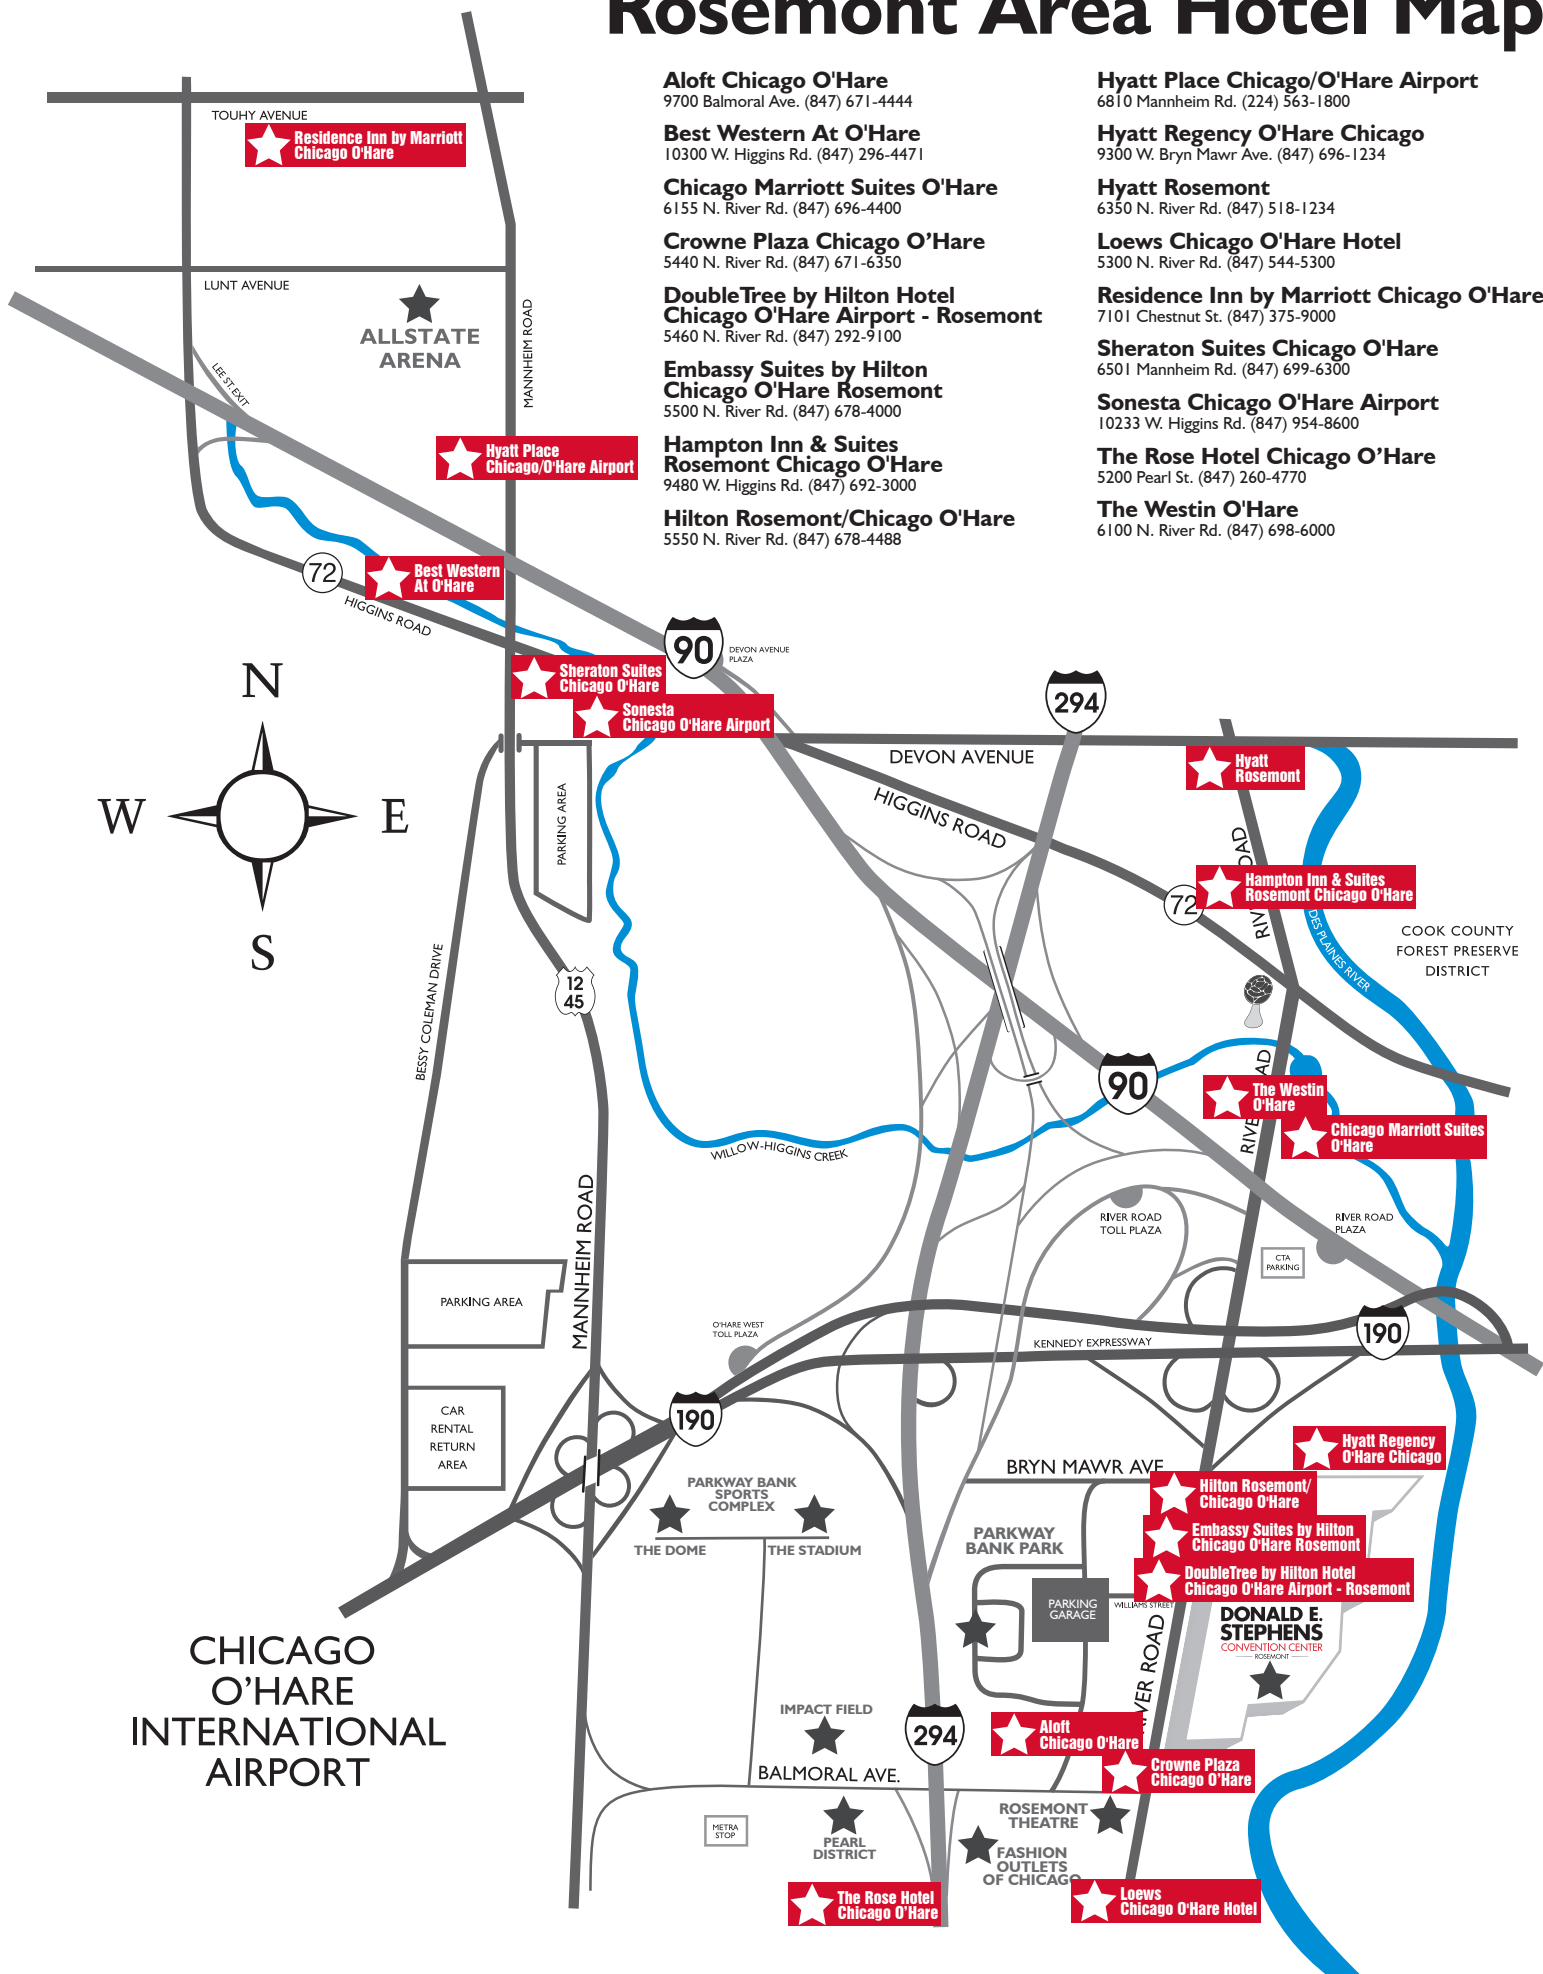 Rosemont Area Hotel Map
Aloft Chicago O'Hare
9700 Balmoral Ave. (847) 671-4444
Best Western At O'Hare
10300 W. Higgins Rd. (847) 296-4471
Chicago Marriott Suites O'Hare
6155 N. River Rd. (847) 696-4400
Crowne Plaza Chicago O’Hare
5440 N. River Rd. (847) 671-6350
DoubleTree by Hilton Hotel
Chicago O'Hare Airport - Rosemont
5460 N. River Rd. (847) 292-9100
Embassy Suites by Hilton
Chicago O'Hare Rosemont
5500 N. River Rd. (847) 678-4000
Hampton Inn & Suites
Rosemont Chicago O'Hare
9480 W. Higgins Rd. (847) 692-3000
Hilton Rosemont/Chicago O'Hare
5550 N. River Rd. (847) 678-4488
Hyatt Place Chicago/O'Hare Airport
6810 Mannheim Rd. (224) 563-1800
Hyatt Regency O'Hare Chicago
9300 W. Bryn Mawr Ave. (847) 696-1234
Hyatt Rosemont
6350 N. River Rd. (847) 518-1234
Loews Chicago O'Hare Hotel
5300 N. River Rd. (847) 544-5300
Residence Inn by Marriott Chicago O'Hare
7101 Chestnut St. (847) 375-9000
Sheraton Suites Chicago O'Hare
6501 Mannheim Rd. (847) 699-6300
Sonesta Chicago O'Hare Airport
10233 W. Higgins Rd. (847) 954-8600
The Rose Hotel Chicago O’Hare
5200 Pearl St. (847) 260-4770
The Westin O'Hare
6100 N. River Rd. (847) 698-6000
TOUHY AVENUE
Residence Inn by Marriott
Chicago O'Hare
LUNT AVENUE
ALLSTATE
ARENA
MANNHEIM ROAD
LEE ST. EXIT
Hyatt Place
Chicago/O'Hare Airport
72
Best Western
At O'Hare
HIGGINS ROAD
90
DEVON AVENUE
PLAZA
Sheraton Suites
Chicago O'Hare
Sonesta
Chicago O'Hare Airport
294
N
W
E
S
DEVON AVENUE
Hyatt
Rosemont
PARKING AREA
HIGGINS ROAD
RIVER ROAD
Hampton Inn & Suites
Rosemont Chicago O'Hare
72
DES PLAINES RIVER
COOK COUNTY
FOREST PRESERVE
DISTRICT
BESSY COLEMAN DRIVE
12
45
90
RIVER ROAD
The Westin
O'Hare
Chicago Marriott Suites
O'Hare
WILLOW-HIGGINS CREEK
MANNHEIM ROAD
RIVER ROAD
TOLL PLAZA
RIVER ROAD
PLAZA
CTA
PARKING
PARKING AREA
O'HARE WEST
TOLL PLAZA
KENNEDY EXPRESSWAY
190
CAR
RENTAL
RETURN
AREA
190
Hyatt Regency
O'Hare Chicago
BRYN MAWR AVE
PARKWAY BANK
SPORTS
COMPLEX
Hilton Rosemont/
Chicago O'Hare
THE DOME
THE STADIUM
PARKWAY
BANK PARK
Embassy Suites by Hilton
Chicago O'Hare Rosemont
DoubleTree by Hilton Hotel
Chicago O'Hare Airport - Rosemont
PARKING
GARAGE
WILLIAMS STREET
DONALD E.
STEPHENS
CONVENTION CENTER
ROSEMONT
RIVER ROAD
CHICAGO
O’HARE
INTERNATIONAL
AIRPORT
IMPACT FIELD
294
Aloft
Chicago O'Hare
Crowne Plaza
Chicago O’Hare
BALMORAL AVE.
METRA
STOP
PEARL
DISTRICT
ROSEMONT
THEATRE
FASHION
OUTLETS
OF CHICAGO
The Rose Hotel
Chicago O’Hare
Loews
Chicago O'Hare Hotel